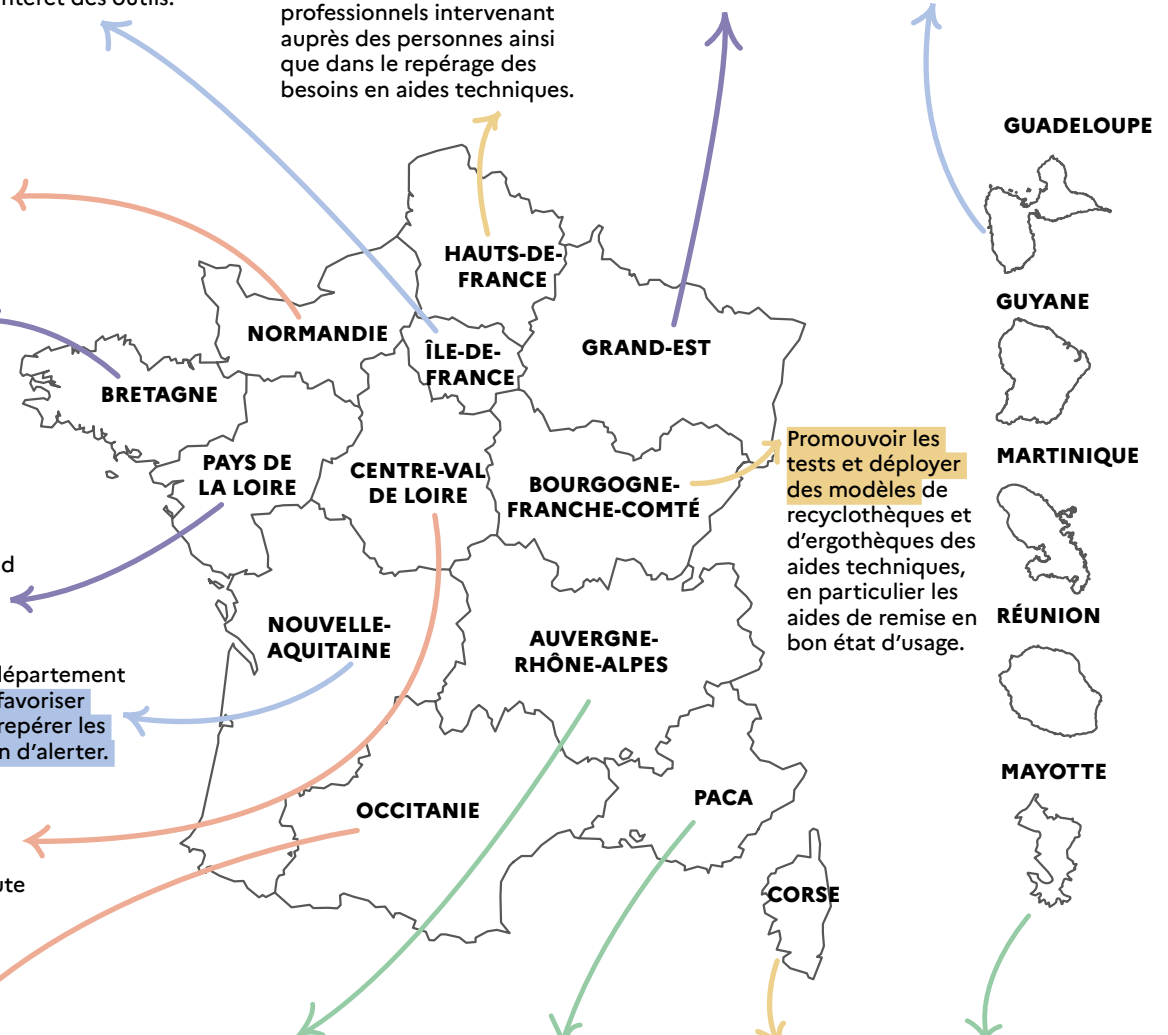 professionnels intervenant
auprès des personnes ainsi
que dans le repérage des
besoins en aides techniques.
des outils.
GUADELOUPE
HAUTS-DE-
FRANCE
GUYANE
NORMANDIE
ÎLE-DE-
FRANCE
GRAND-EST
BRETAGNE
MARTINIQUE
PAYS DE
LA LOIRE
CENTRE-VAL
DE LOIRE
BOURGOGNE-
FRANCHE-COMTÉ
Promouvoir les
tests et déployer
des modèles de
recyclothèques et
d'ergothèques des
aides techniques,
en particulier les
aides de remise en
bon état d'usage.
d
RÉUNION
NOUVELLE-
AQUITAINE
AUVERGNE-
RHÔNE-ALPES
département
favoriser
repérer les
n d'alerter.
MAYOTTE
OCCITANIE
PACA
ute
CORSE